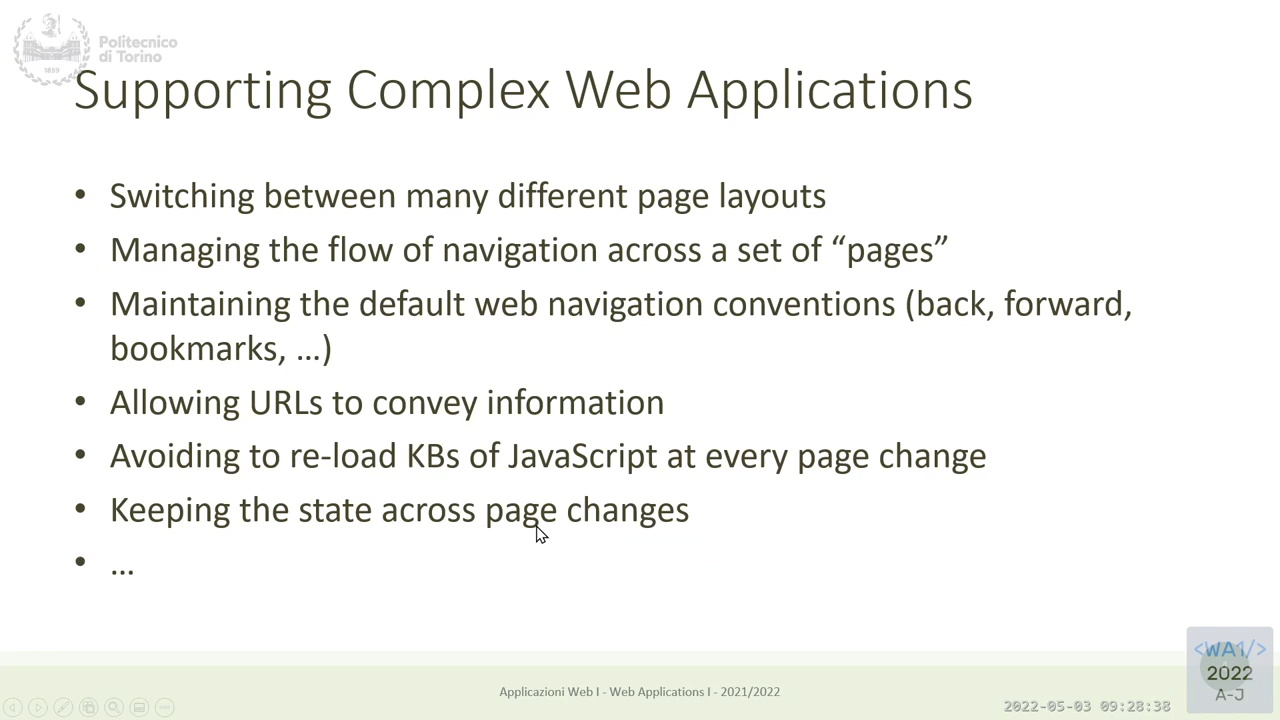 Politecnico
di Torino
1859
Supporting Complex Web Applications
• Switching between many different page layouts
• Managing the flow of navigation across a set of “pages”
• Maintaining the default web navigation conventions (back, forward,
bookmarks, …)
• Allowing URLs to convey information
• Avoiding to re-load KBs of JavaScript at every page change
• Keeping the state across page changes
• …
Applicazioni Web I - Web Applications I - 2021/2022
2022-05-03 09:28:38
<WA1/>
2022
A-J